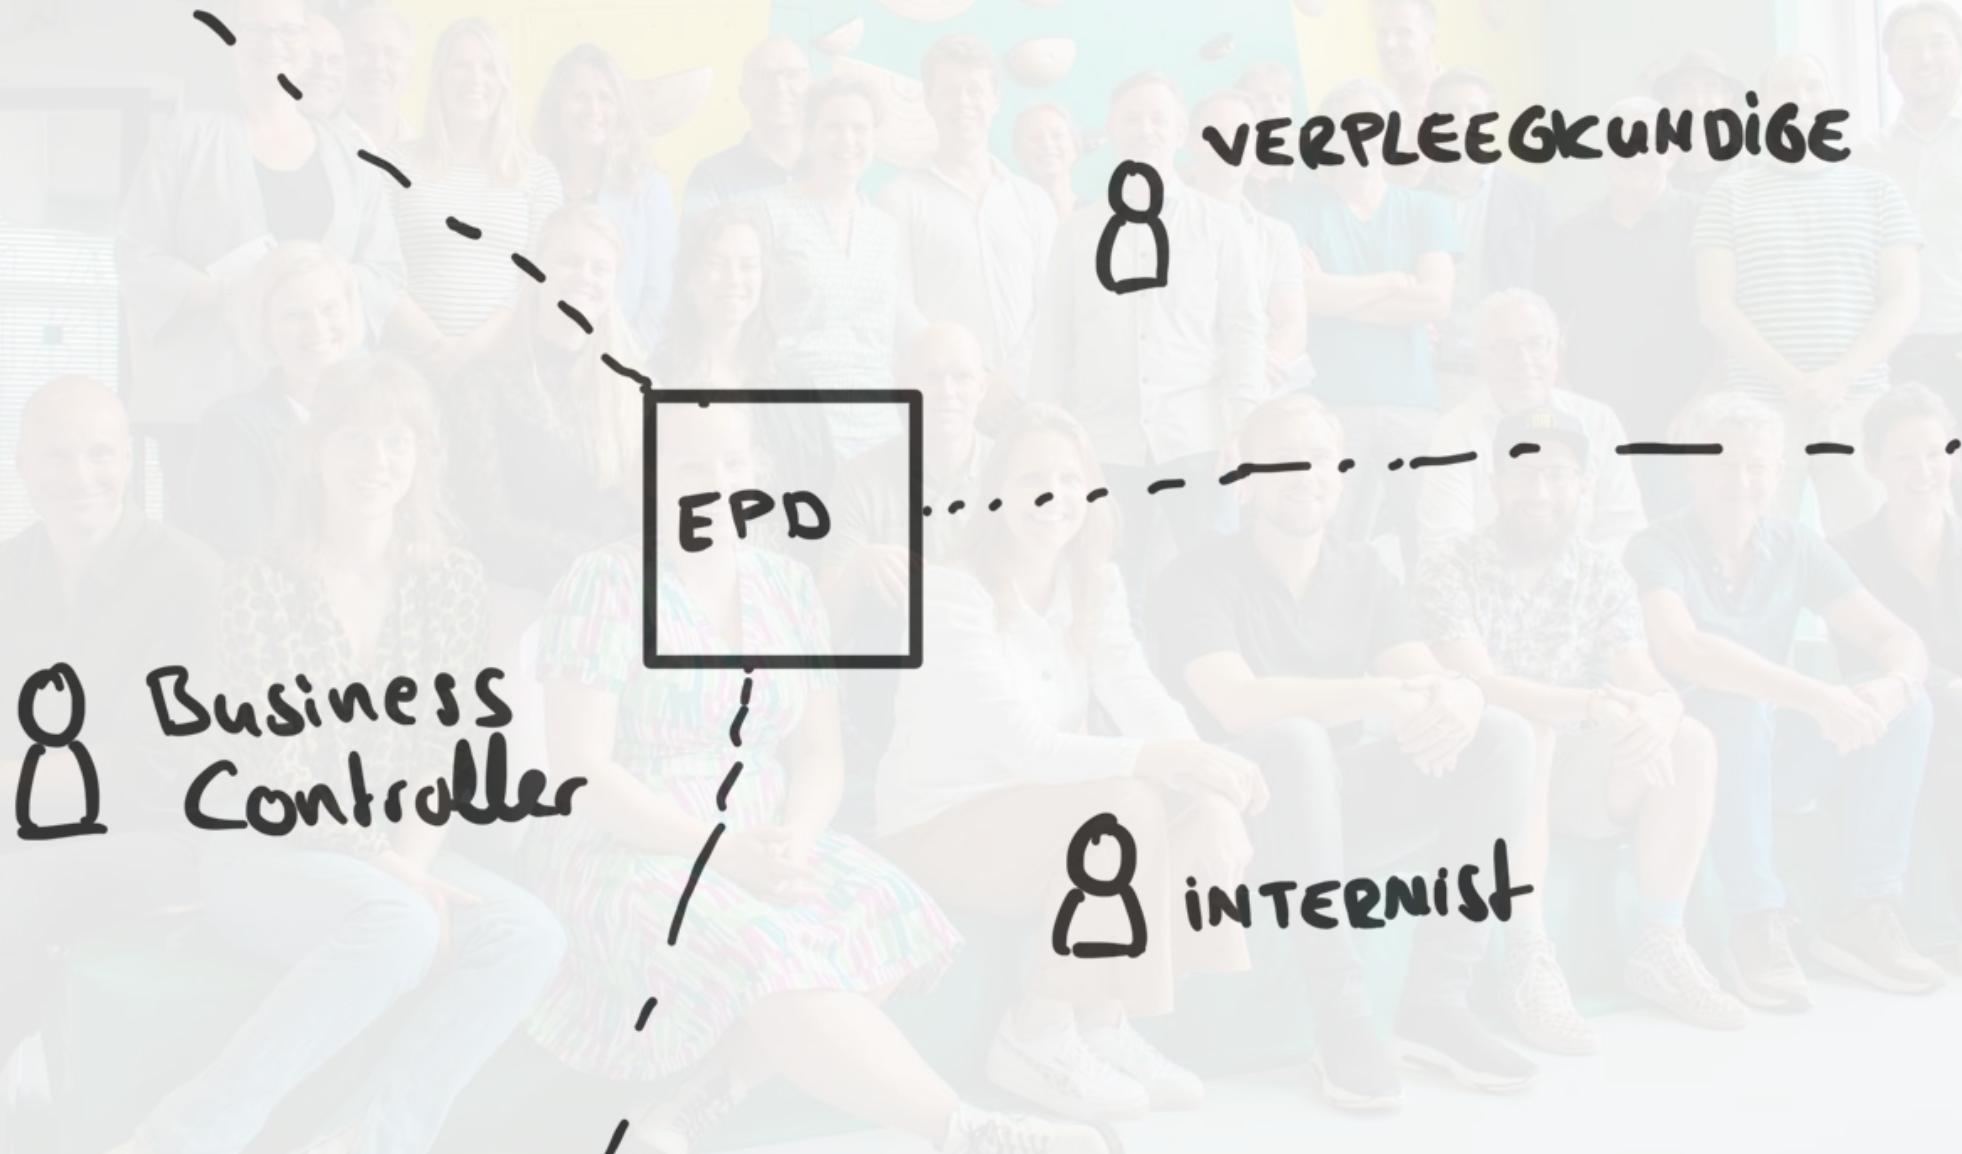 VERPLEEGKUNDIGE
EPD
Business
Controller
iNTERNist